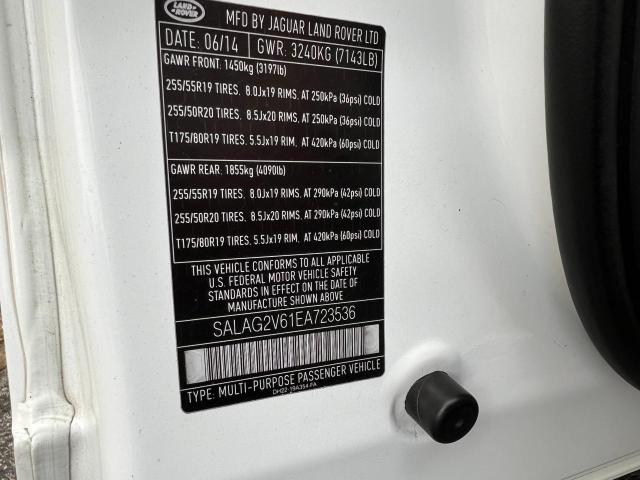 LAND
ROVER
MFD BY JAGUAR LAND ROVER LTD
DATE: 06/14 GWR: 3240KG (7143LB)
GAWR FRONT: 1450kg (3197lb)
255/55R19 TIRES. 8.0Jx19 RIMS. AT 250kPa (36psi) COLD
255/50R20 TIRES. 8.5Jx20 RIMS. AT 250kPa (36psi) COLD
T175/80R19 TIRES. 5.5Jx19 RIM. AT 420kPa (60psi) COLD
GAWR REAR: 1855kg (4090lb)
255/55R19 TIRES. 8.0Jx19 RIMS. AT 290kPa (42psi) COLD
255/50R20 TIRES. 8.5Jx20 RIMS. AT 290kPa (42psi) COLD
T175/80R19 TIRES. 5.5Jx19 RIM. AT 420kPa (60psi) COLD
THIS VEHICLE CONFORMS TO ALL APPLICABLE
U.S. FEDERAL MOTOR VEHICLE SAFETY
STANDARDS IN EFFECT ON THE DATE OF
MANUFACTURE SHOWN ABOVE
SALAG2V61EA723536
TYPE: MULTI-PURPOSE PASSENGER VEHICLE